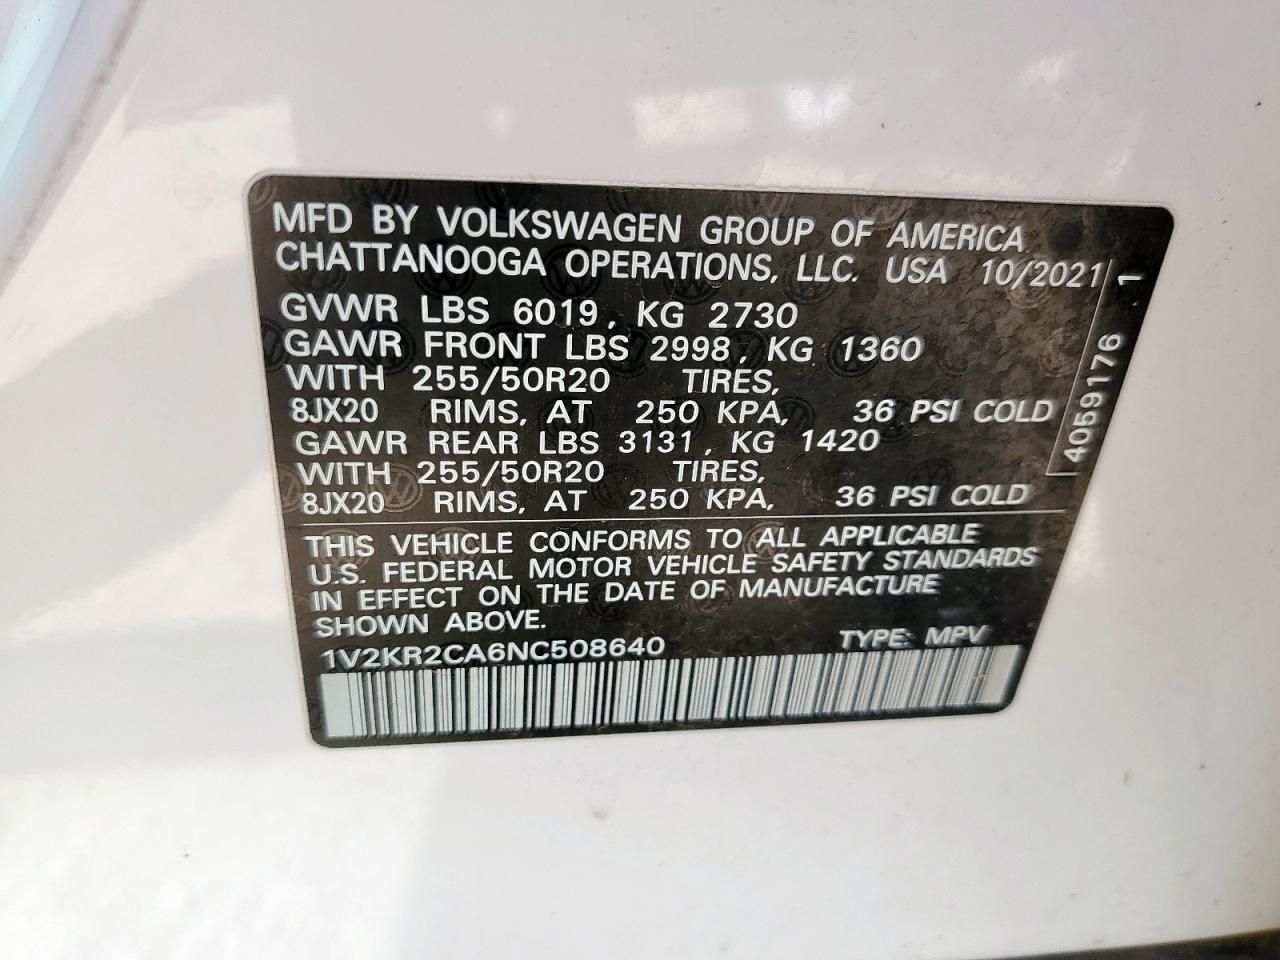 MFD BY VOLKSWAGEN GROUP OF AMERICA
CHATTANOOGA OPERATIONS, LLC. USA 10/2021
GVWR LBS 6019, KG 2730
GAWR FRONT LBS 2998, KG 1360
WITH 255/50R20 TIRES,
8JX20 RIMS, AT 250 KPA, 36 PSI COLD
GAWR REAR LBS 3131, KG 1420
WITH 255/50R20 TIRES,
8JX20 RIMS, AT 250 KPA, 36 PSI COLD
THIS VEHICLE CONFORMS TO ALL APPLICABLE
U.S. FEDERAL MOTOR VEHICLE SAFETY STANDARDS
IN EFFECT ON THE DATE OF MANUFACTURE
SHOWN ABOVE.
1V2KR2CA6NC508640 TYPE: MPV
4059176 1